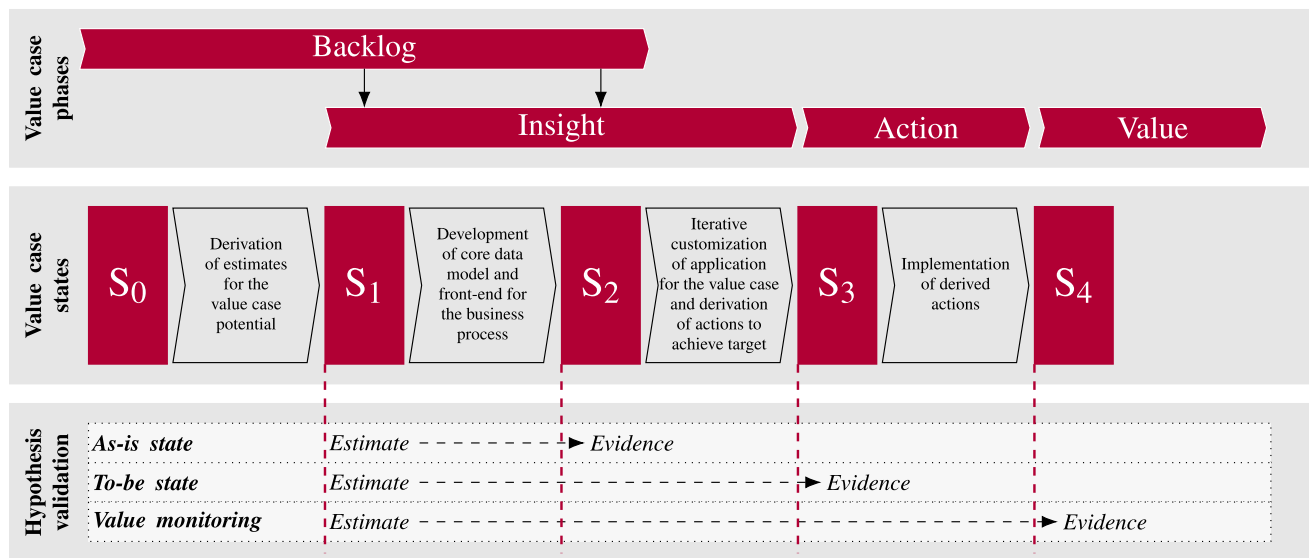 Value case
phases
Backlog
Insight
Action
Value
Value case
states
S0
Derivation
of estimates
for the
value case
potential
S1
Development
of core data
model and
front-end for
the business
process
S2
Iterative
customization
of application
for the value case
and derivation
of actions to
achieve target
S3
Implementation
of derived
actions
S4
Hypothesis
validation
As-is state
Estimate
Evidence
To-be state
Estimate
Evidence
Value monitoring
Estimate
Evidence